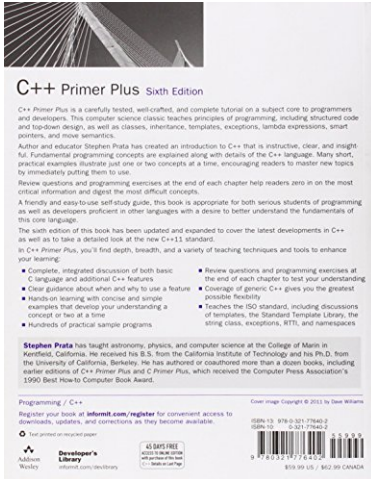 C++ Primer Plus Sixth Edition
C++ Primer Plus is a carefully tested, well-crafted, and complete tutorial on a subject core to programmers
and developers. This computer science classic teaches principles of programming, including structured code
and top-down design, as well as classes, inheritance, templates, exceptions, lambda expressions, smart
pointers, and move semantics.
Author and educator Stephen Prata has created an introduction to C++ that is instructive, clear, and insight-
ful. Fundamental programming concepts are explained along with details of the C++ language. Many short,
practical examples illustrate just one or two concepts at a time, encouraging readers to master new topics
by immediately putting them to use.
Review questions and programming exercises at the end of each chapter help readers zero in on the most
critical information and digest the most difficult concepts.
A friendly and easy-to-use self-study guide, this book is appropriate for both serious students of programming
as well as developers proficient in other languages with a desire to better understand the fundamentals of
this core language.
The sixth edition of this book has been updated and expanded to cover the latest developments in C++
as well as to take a detailed look at the new C++11 standard.
In C++ Primer Plus, you'll find depth, breadth, and a variety of teaching techniques and tools to enhance
your learning:
■ Complete, integrated discussion of both basic
C language and additional C++ features
■ Clear guidance about when and why to use a feature
■ Hands-on learning with concise and simple
examples that develop your understanding a
concept or two at a time
■ Hundreds of practical sample programs
■ Review questions and programming exercises at
the end of each chapter to test your understanding
■ Coverage of generic C++ gives you the greatest
possible flexibility
■ Teaches the ISO standard, including discussions
of templates, the Standard Template Library, the
string class, exceptions, RTTI, and namespaces
Stephen Prata has taught astronomy, physics, and computer science at the College of Marin in
Kentfield, California. He received his B.S. from the California Institute of Technology and his Ph.D. from
the University of California, Berkeley. He has authored or coauthored more than a dozen books, including
earlier editions of C++ Primer Plus and C Primer Plus, which received the Computer Press Association's
1990 Best How-to Computer Book Award.
Programming / C++
Cover image Copyright © 2011 by Dave Williams
Register your book at informit.com/register for convenient access to
downloads, updates, and corrections as they become available.
Text printed on recycled paper
Addison
Wesley
Developer's
Library
informit.com/devlibrary
45 DAYS FREE
ACCESS TO ONLINE EDITION
with purchase of this book
Details on Last Page
ISBN-13: 978-0-321-77640-2
ISBN-10: 0-321-77640-2
55999
9 780321 776402
$59.99 US / $62.99 CANADA